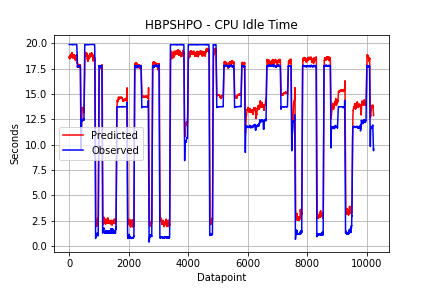 HBPSHPO - CPU Idle Time
20.0
17.5
15.0
12.5
10.0
7.5
5.0
2.5
0.0
Seconds
Predicted
Observed
0 2000 4000 6000 8000 10000
Datapoint